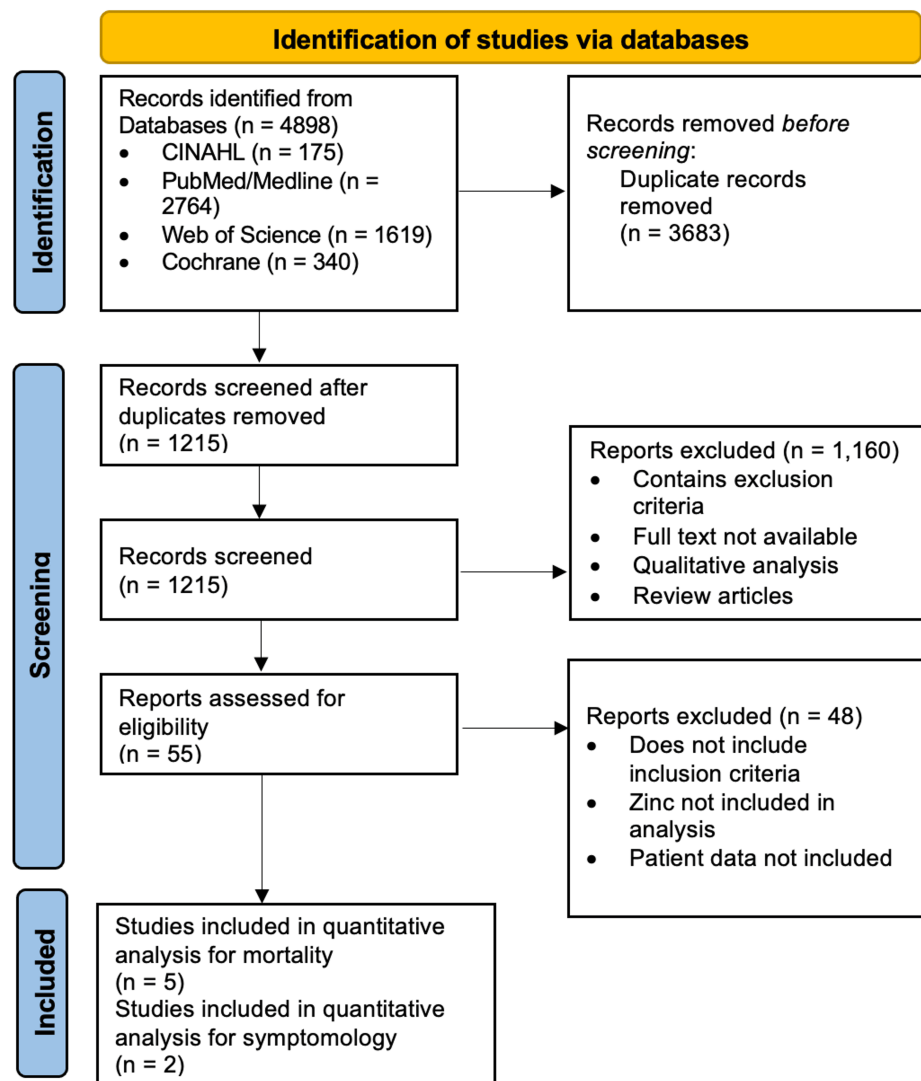 Identification of studies via databases
Identification
Records identified from
Databases (n = 4898)
• CINAHL (n = 175)
• PubMed/Medline (n =
2764)
• Web of Science (n = 1619)
• Cochrane (n = 340)
Records removed before
screening:
Duplicate records
removed
(n = 3683)
Screening
Records screened after
duplicates removed
(n = 1215)
Records screened
(n = 1215)
Reports excluded (n = 1,160)
• Contains exclusion
criteria
• Full text not available
• Qualitative analysis
• Review articles
Reports assessed for
eligibility
(n = 55)
Reports excluded (n = 48)
• Does not include
inclusion criteria
• Zinc not included in
analysis
• Patient data not included
Included
Studies included in quantitative
analysis for mortality
(n = 5)
Studies included in quantitative
analysis for symptomology
(n = 2)